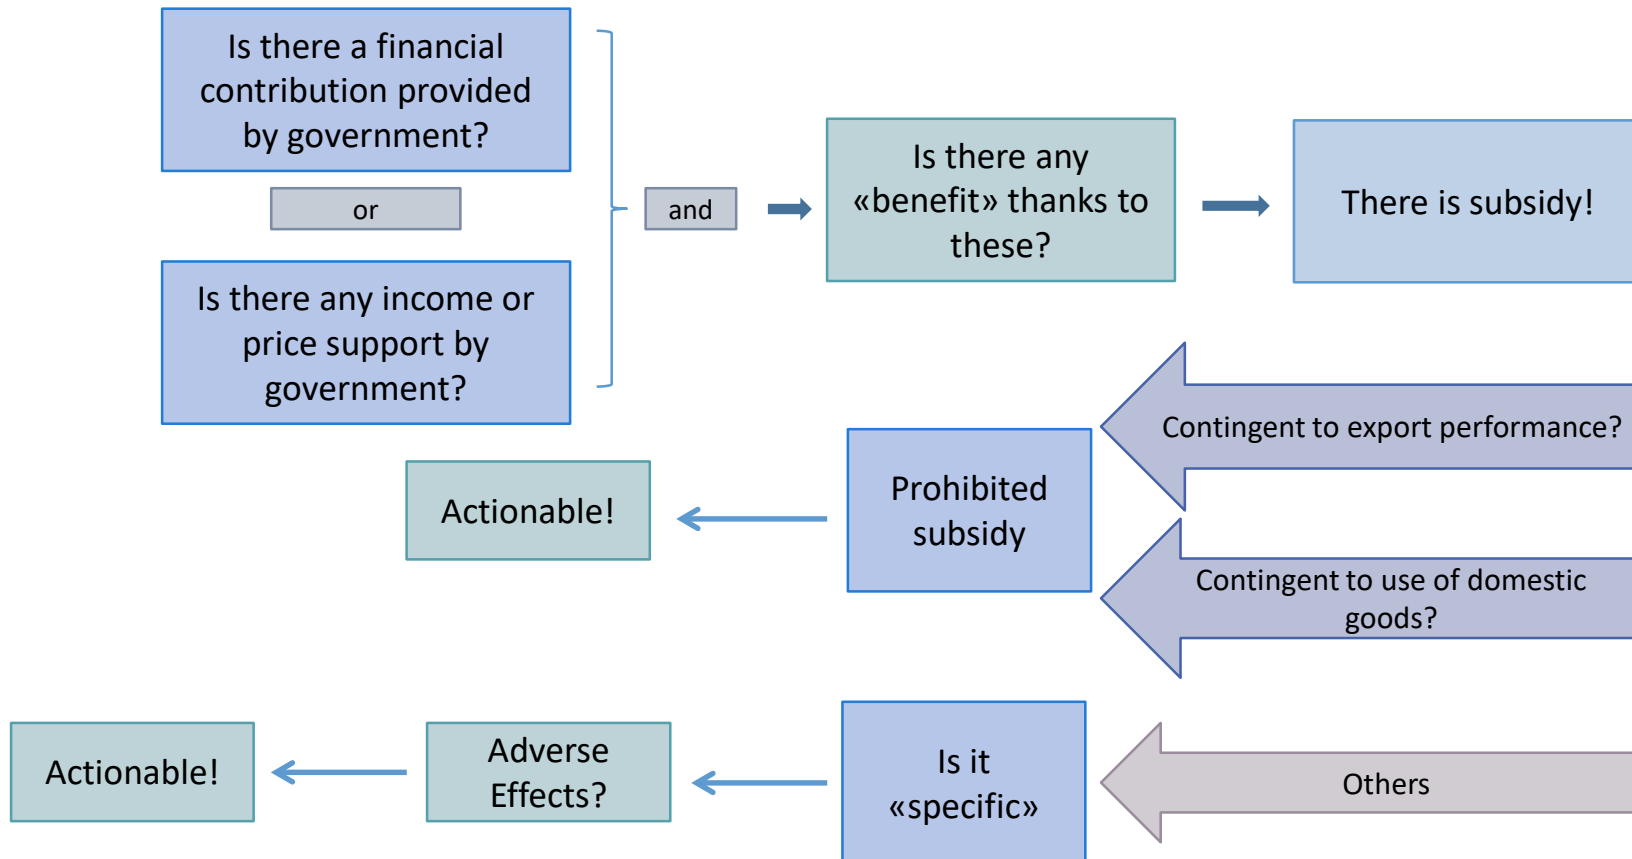 Is there a financial
contribution provided
by government?
or
Is there any income or
price support by
government?
and
Is there any
«benefit» thanks to
these?
There is subsidy!
Contingent to export performance?
Contingent to use of domestic
goods?
Prohibited
subsidy
Actionable!
Others
Is it
«specific»
Adverse
Effects?
Actionable!